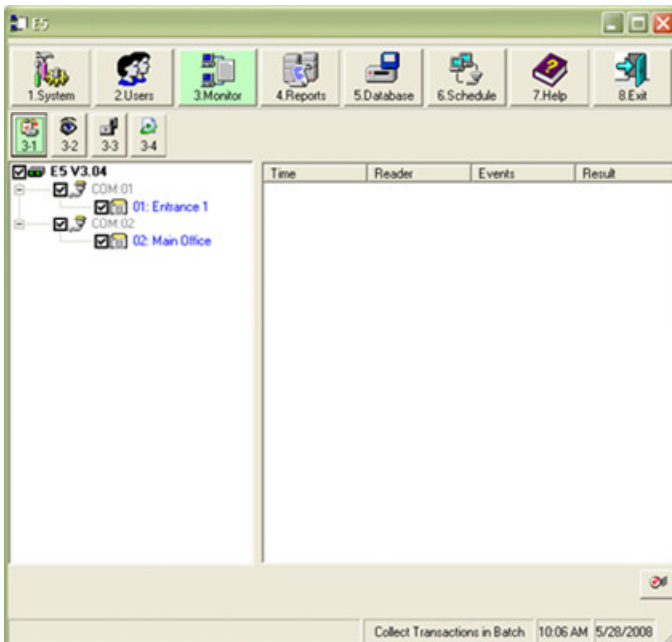 E5
1.System 2.Users 3.Monitor 4.Reports 5.Database 6.Schedule 7.Help 8.Exit
3-1 3-2 3-3 3-4
E5 V3.04
COM:01
01: Entrance 1
COM:02
02: Main Office
Time Reader Events Result
Collect Transactions in Batch 10:06 AM 5/28/2008